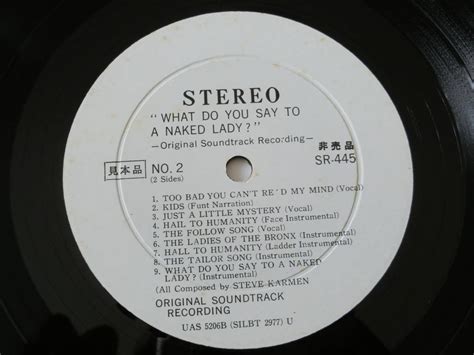 STEREO
"WHAT DO YOU SAY TO
A NAKED LADY?"
—Original Soundtrack Recording—
見本品 NO. 2 非売品
(2 Sides) SR-445
1. TOO BAD YOU CAN'T RE'D MY MIND (Vocal)
2. KIDS (Funt Narration)
3. JUST A LITTLE MYSTERY (Vocal)
4. HAIL TO HUMANITY (Face Instrumental)
5. THE FOLLOW SONG (Vocal)
6. THE LADIES OF THE BRONX (Instrumental)
7. HALL TO HUMANITY (Ladder Instrumental)
8. THE TAILOR SONG (Instrumental)
9. WHAT DO YOU SAY TO A NAKED
LADY? (Instrumental)
(All Composed by STEVE KARMEN)
ORIGINAL SOUNDTRACK
RECORDING
UAS 5206B (SILBT 2977) U